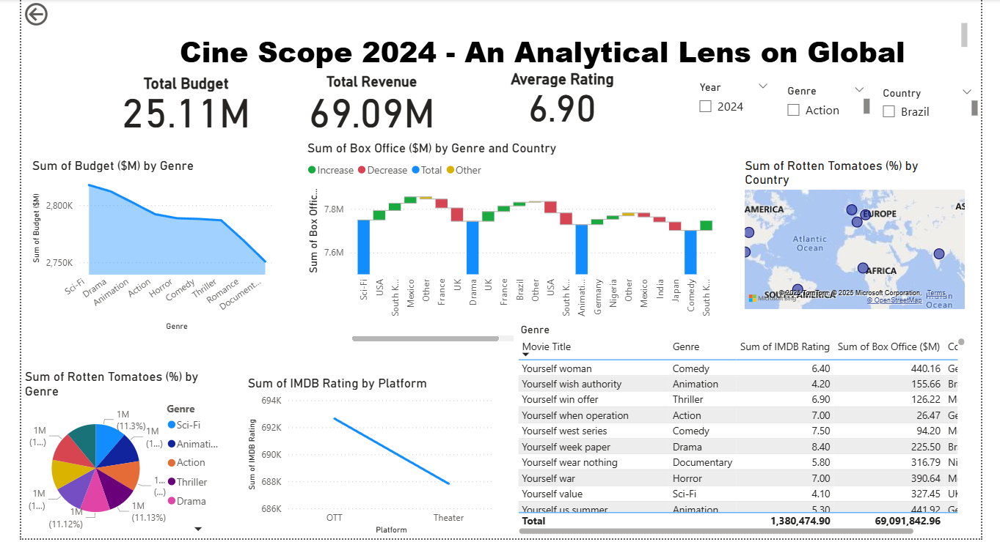 Cine Scope 2024 - An Analytical Lens on Global
Total Budget
25.11M
Total Revenue
69.09M
Average Rating
6.90
Year
2024
Genre
Action
Country
Brazil
Sum of Budget ($M) by Genre
Sum of Budget ($M)
2,800K
2,750K
Sci-Fi
Drama
Animation
Action
Horror
Comedy
Thriller
Romance
Document...
Genre
Sum of Box Office ($M) by Genre and Country
Increase Decrease Total Other
Sum of Box Offic...
7.8M
7.6M
Sci-Fi
USA
South K...
Mexico
Other
France
UK
Drama
UK
France
Brazil
Other
USA
South K...
Animati...
Germany
Nigeria
Other
Mexico
India
Japan
Comedy
South K...
Sum of Rotten Tomatoes (%) by
Country
AMERICA
EUROPE
AS
Atlantic
Ocean
AFRICA
SOUTH AMERICA
Indian
Ocean
Microsoft Bing
© 2025 TomTom, © 2025 Microsoft Corporation, Terms
© OpenStreetMap
Sum of Rotten Tomatoes (%) by
Genre
1M
(11.3%)
1M
(1...)
1...
(...)
1M
(11.13%)
1M
(11.12%)
1M
(1...)
1M
(1...)
Genre
Sci-Fi
Animati...
Action
Thriller
Drama
Sum of IMDB Rating by Platform
Sum of IMDB Rating
694K
692K
690K
688K
686K
OTT
Theater
Platform
Genre
Movie Title Genre Sum of IMDB Rating Sum of Box Office ($M) Co
Yourself woman Comedy 6.40 440.16 Ge
Yourself wish authority Animation 4.20 155.66 Br
Yourself win offer Thriller 6.90 126.22 M
Yourself when operation Action 7.00 26.47 Ge
Yourself west series Comedy 7.50 94.20 M
Yourself week paper Drama 8.40 225.50 Br
Yourself wear nothing Documentary 5.80 316.79 Ni
Yourself war Horror 7.00 390.64 M
Yourself value Sci-Fi 4.10 327.45 UK
Yourself us summer Animation 5.30 441.92 Ge
Total 1,380,474.90 69,091,842.96